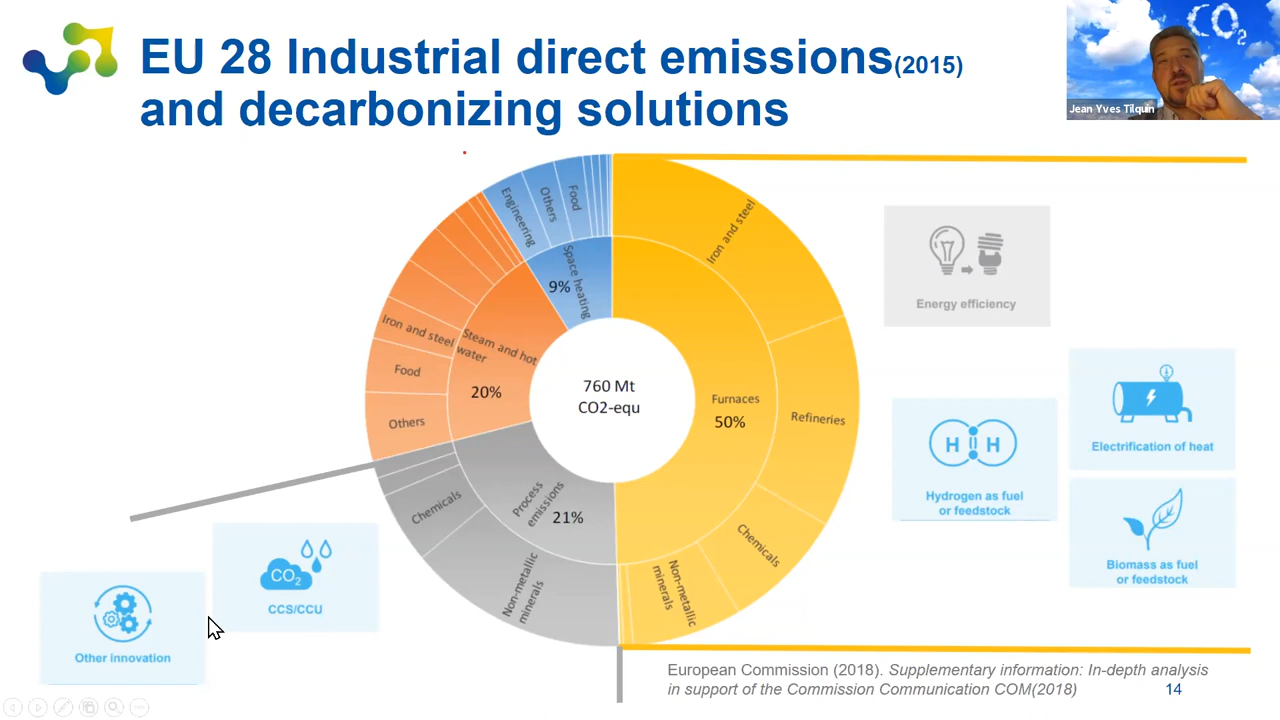 EU 28 Industrial direct emissions(2015)
and decarbonizing solutions
CO2
Jean Yves Tilquin
Engineering
Others
Food
Space heating
9%
Iron and steel
Refineries
Chemicals
Non-metallic
minerals
Furnaces
50%
760 Mt
CO2-equ
Steam and hot
water
20%
Iron and steel
Food
Others
Process
emissions
21%
Chemicals
Non-metallic
minerals
Energy efficiency
H H
Hydrogen as fuel
or feedstock
Electrification of heat
Biomass as fuel
or feedstock
CO2
CCS/CCU
Other innovation
European Commission (2018). Supplementary information: In-depth analysis
in support of the Commission Communication COM(2018)
14